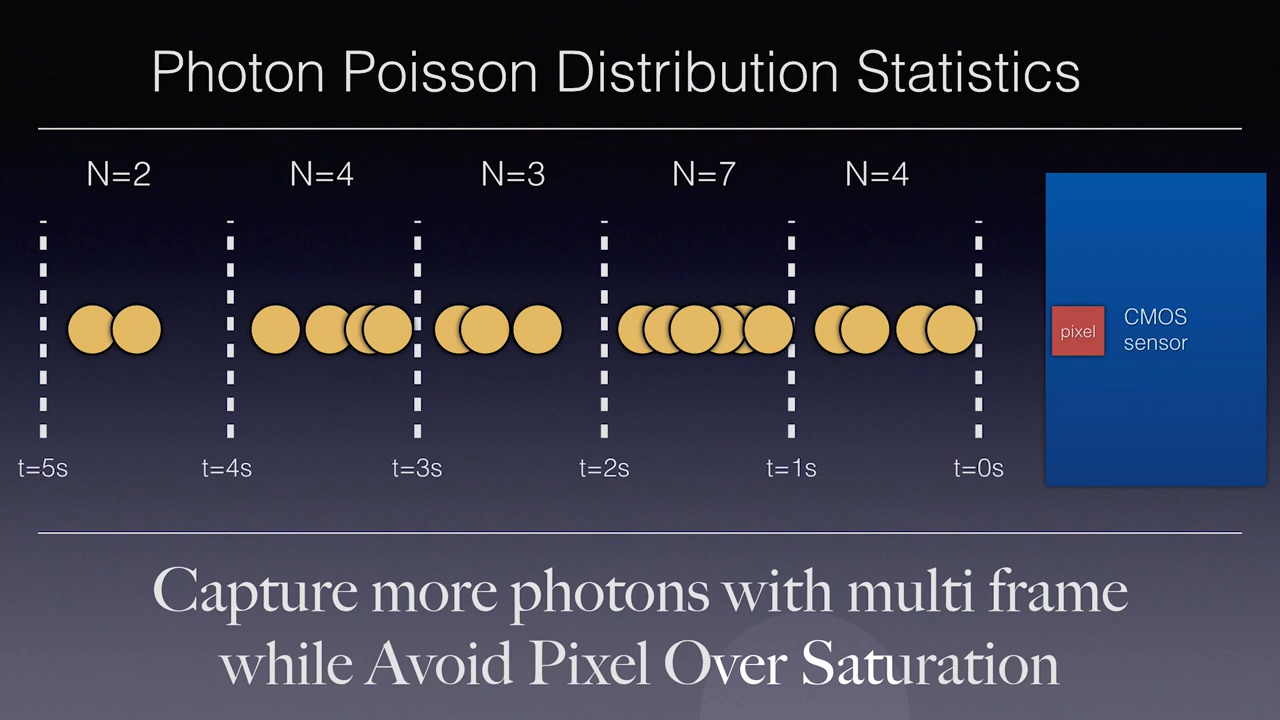 Photon Poisson Distribution Statistics
N=2 N=4 N=3 N=7 N=4
pixel
CMOS
sensor
t=5s t=4s t=3s t=2s t=1s t=0s
Capture more photons with multi frame
while Avoid Pixel Over Saturation